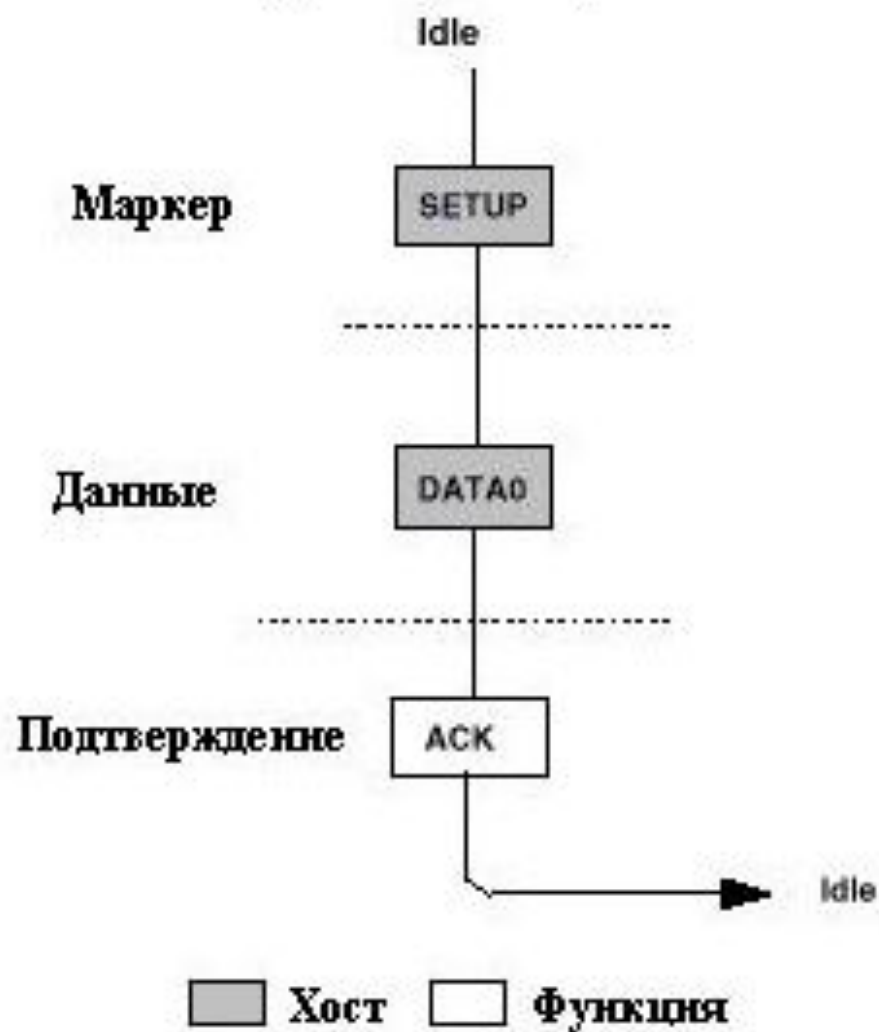 Idle
Маркер SETUP
Данные DATA0
Подтверждение ACK
Idle
Хост Функция